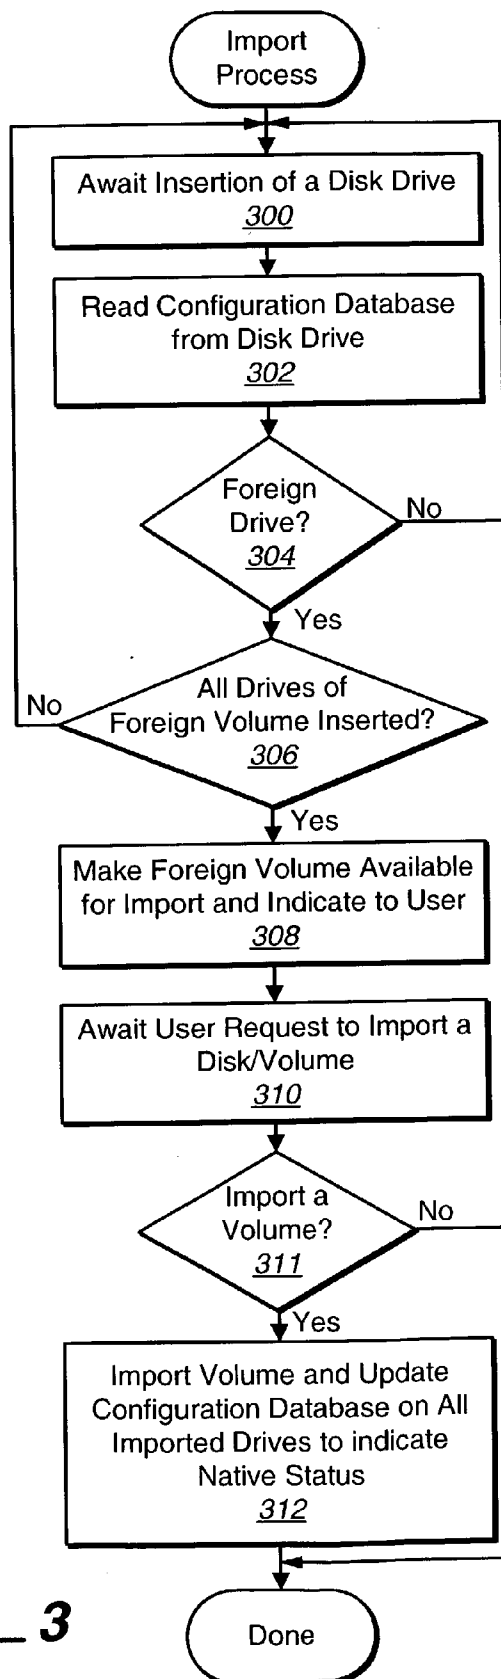 Import
Process
Await Insertion of a Disk Drive
300
Read Configuration Database
from Disk Drive
302
Foreign
Drive?
304
No
Yes
All Drives of
Foreign Volume Inserted?
306
No
Yes
Make Foreign Volume Available
for Import and Indicate to User
308
Await User Request to Import a
Disk/Volume
310
Import a
Volume?
311
No
Yes
Import Volume and Update
Configuration Database on All
Imported Drives to indicate
Native Status
312
Done
_ 3